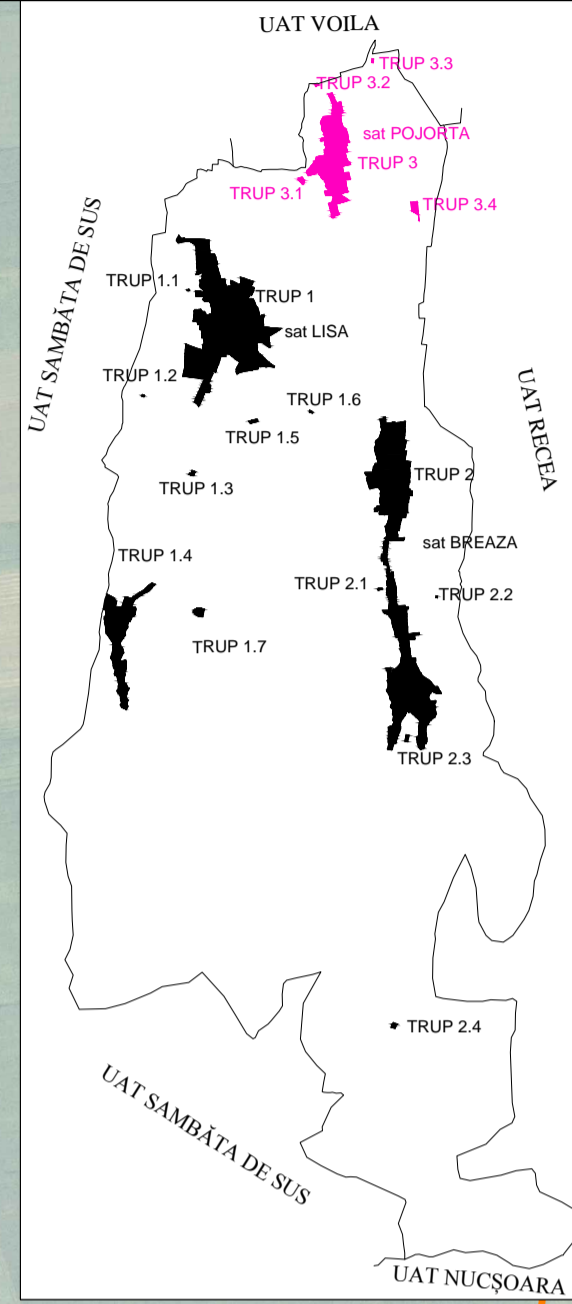 UAT VOILA
TRUP 3.3
TRUP 3.2
sat POJORTA
TRUP 3
TRUP 3.1
TRUP 3.4
UAT SAMBĂTA DE SUS
TRUP 1.1
TRUP 1
sat LISA
TRUP 1.2
TRUP 1.6
TRUP 1.5
UAT RECEA
TRUP 2
TRUP 1.3
sat BREAZA
TRUP 1.4
TRUP 2.1
TRUP 2.2
TRUP 1.7
TRUP 2.3
TRUP 2.4
UAT SAMBĂTA DE SUS
UAT NUCȘOARA